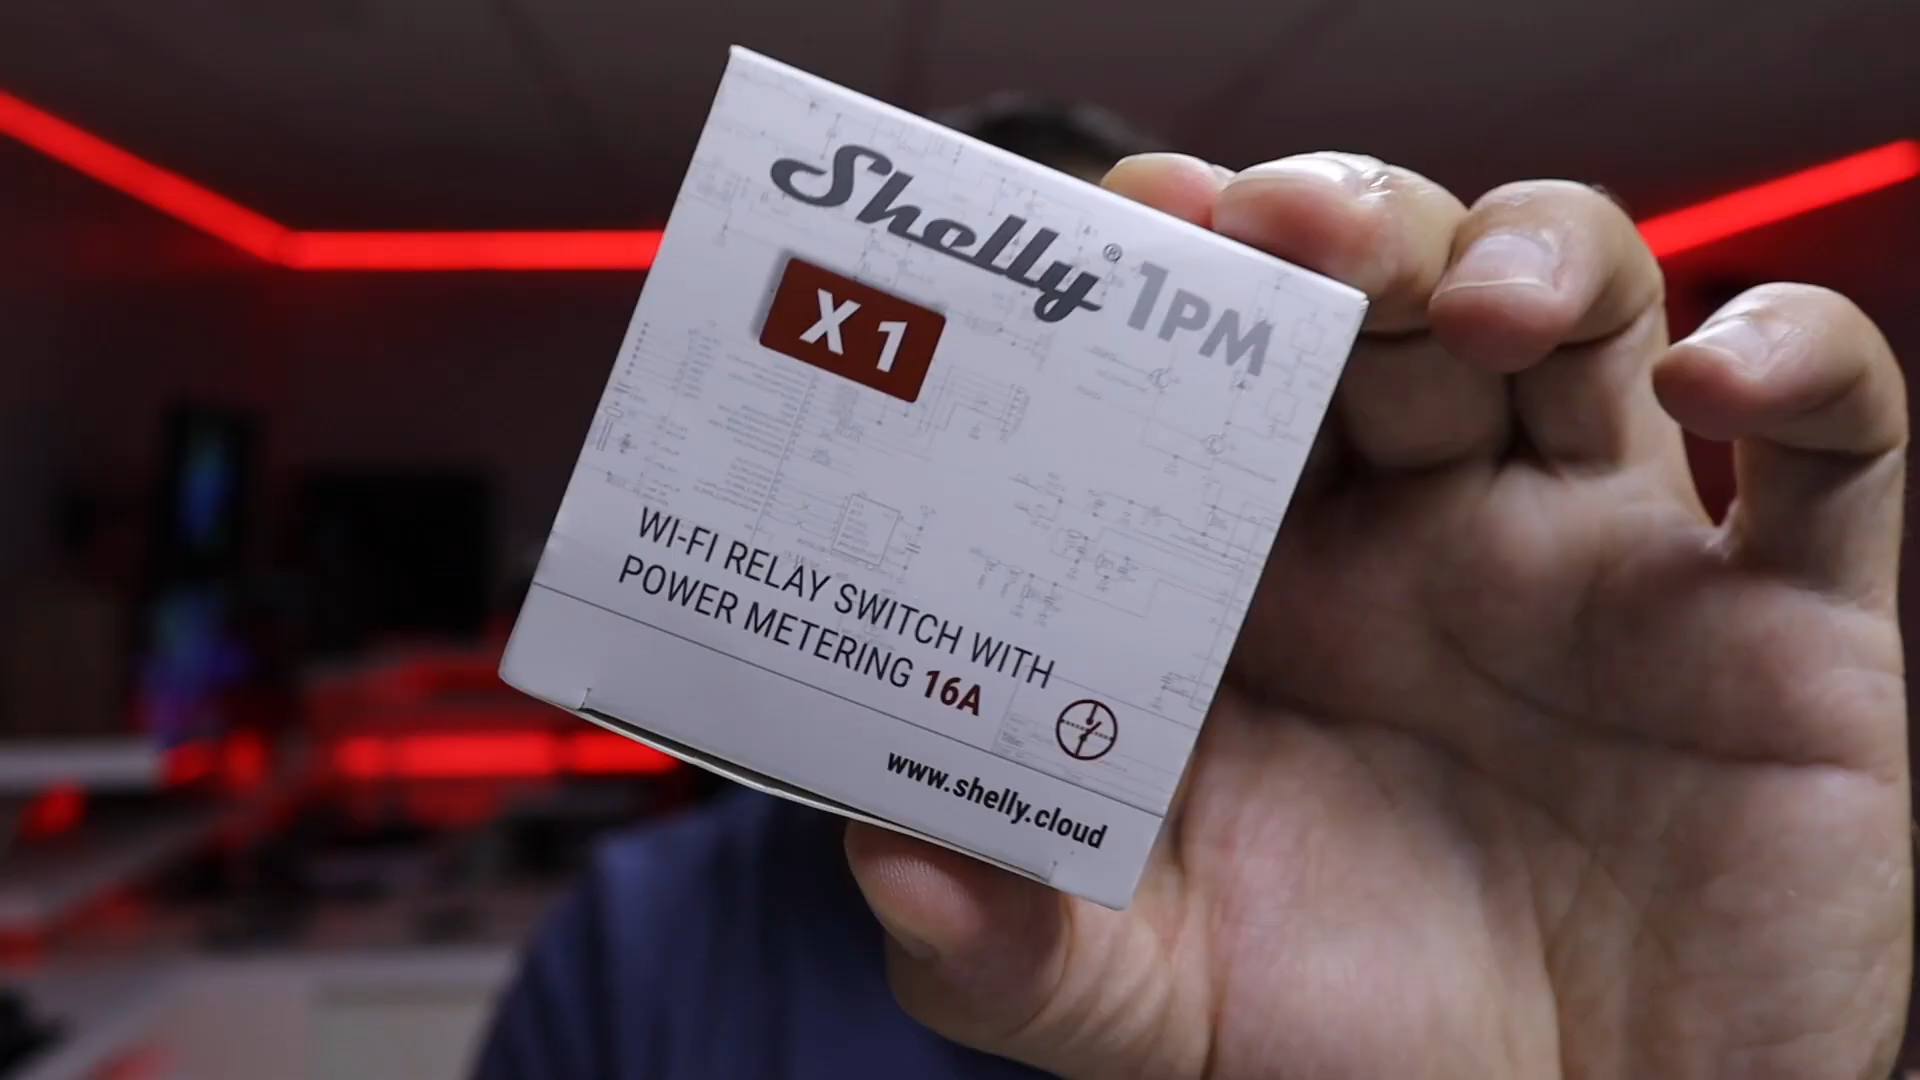 Shelly® 1PM
X1
WI-FI RELAY SWITCH WITH
POWER METERING 16A
www.shelly.cloud